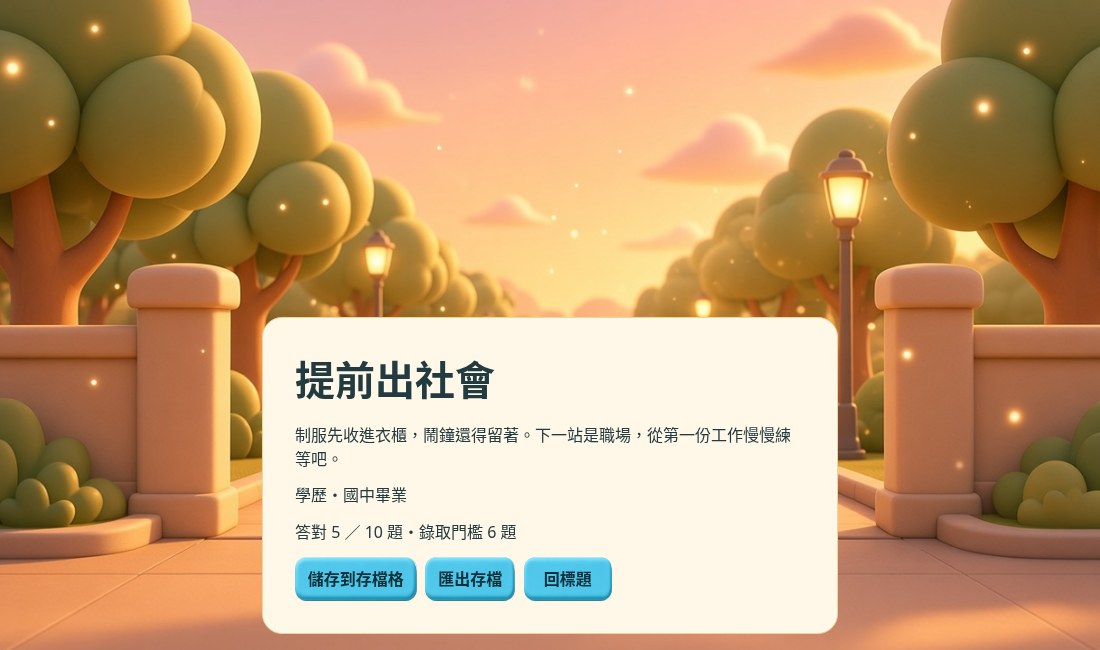 提前出社會
制服先收進衣櫃，鬧鐘還得留著。下一站是職場，從第一份工作慢慢練
等吧。
學歷・國中畢業
答對 5 ／ 10 題・錄取門檻 6 題
儲存到存檔格
匯出存檔
回標題